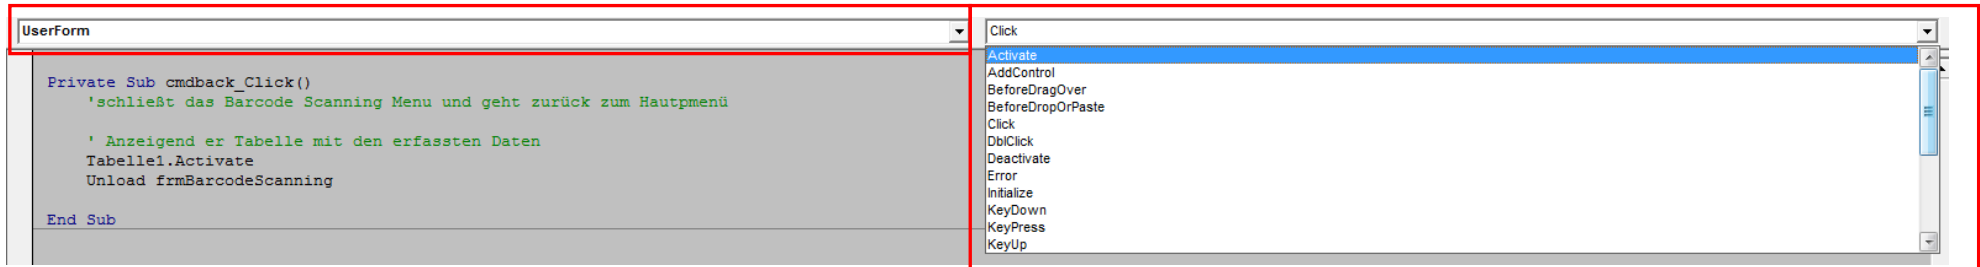 UserForm
Click
Private Sub cmdback_Click()
'schließt das Barcode Scanning Menu und geht zurück zum Hautpmenü
' Anzeigend er Tabelle mit den erfassten Daten
Tabelle1.Activate
Unload frmBarcodeScanning
End Sub
Activate
AddControl
BeforeDragOver
BeforeDropOrPaste
Click
DblClick
Deactivate
Error
Initialize
KeyDown
KeyPress
KeyUp